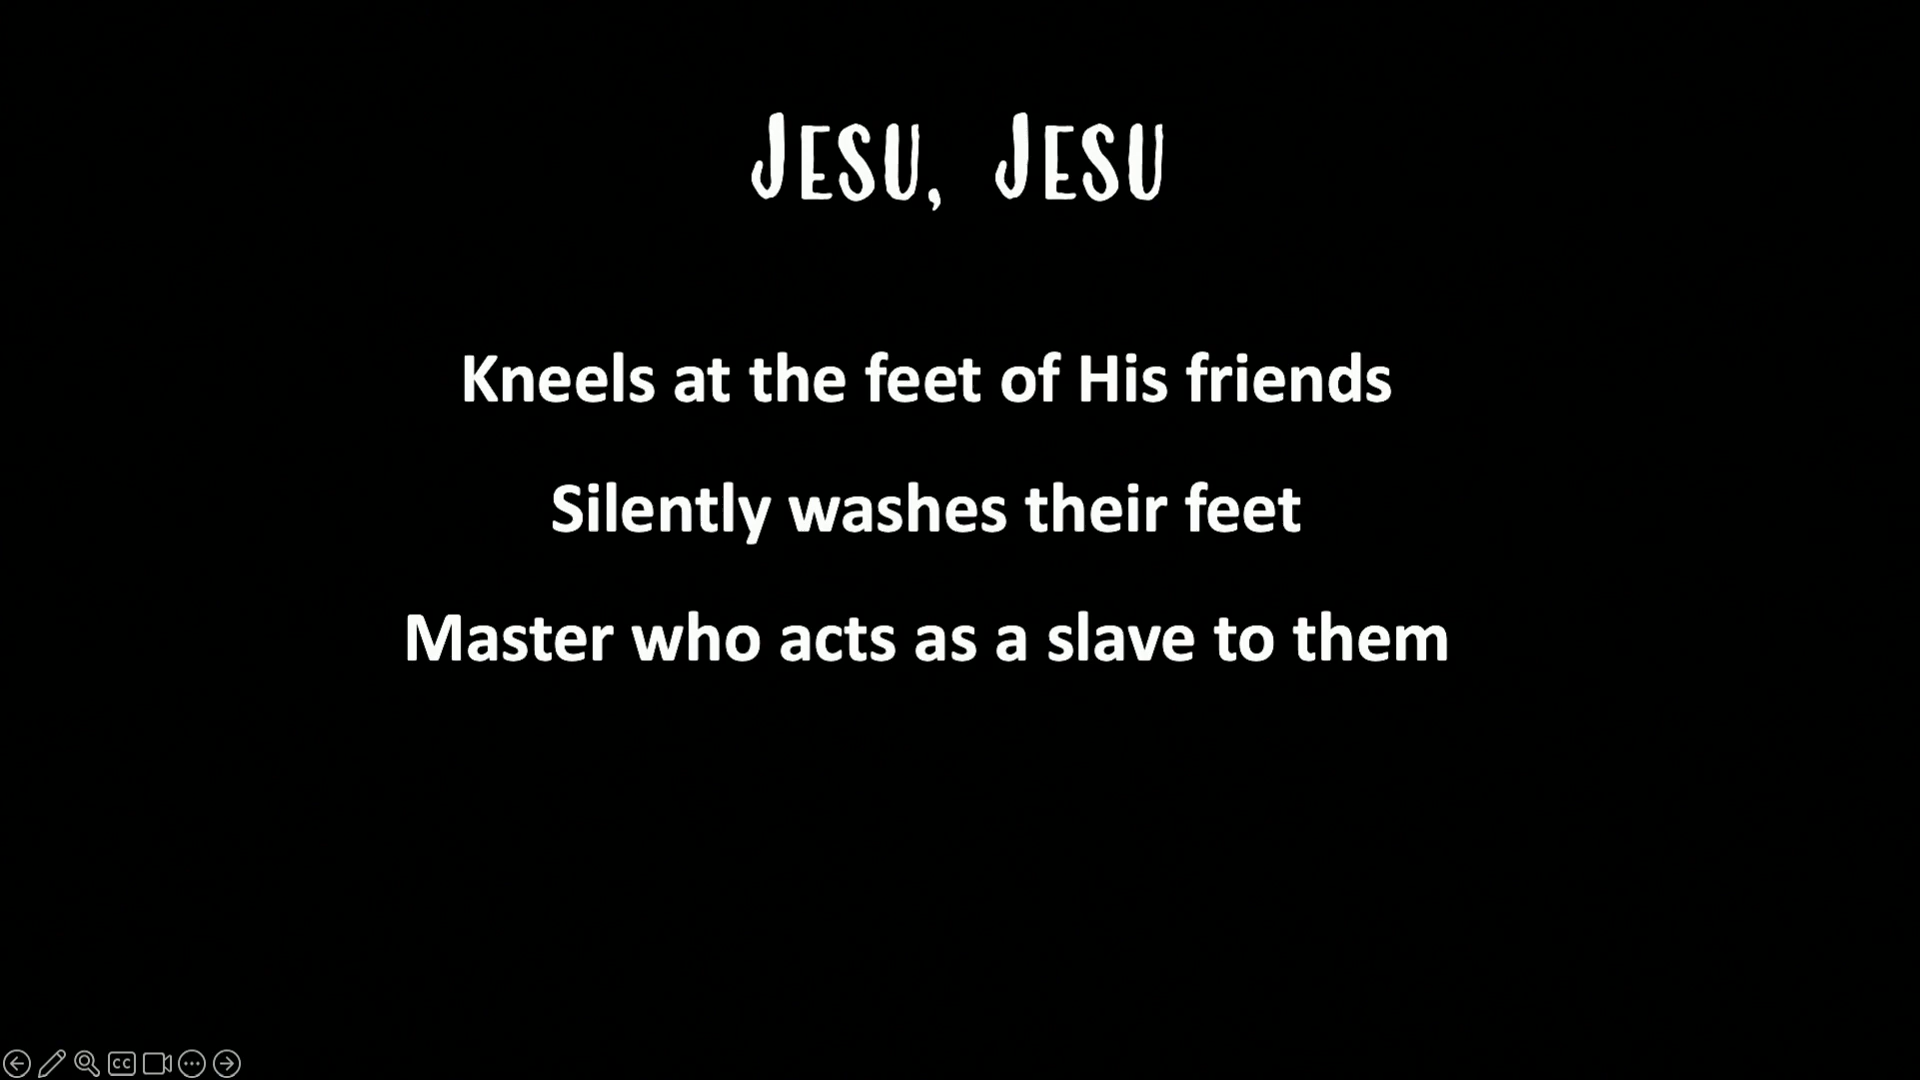 JESU, JESU
Kneels at the feet of His friends
Silently washes their feet
Master who acts as a slave to them
CC